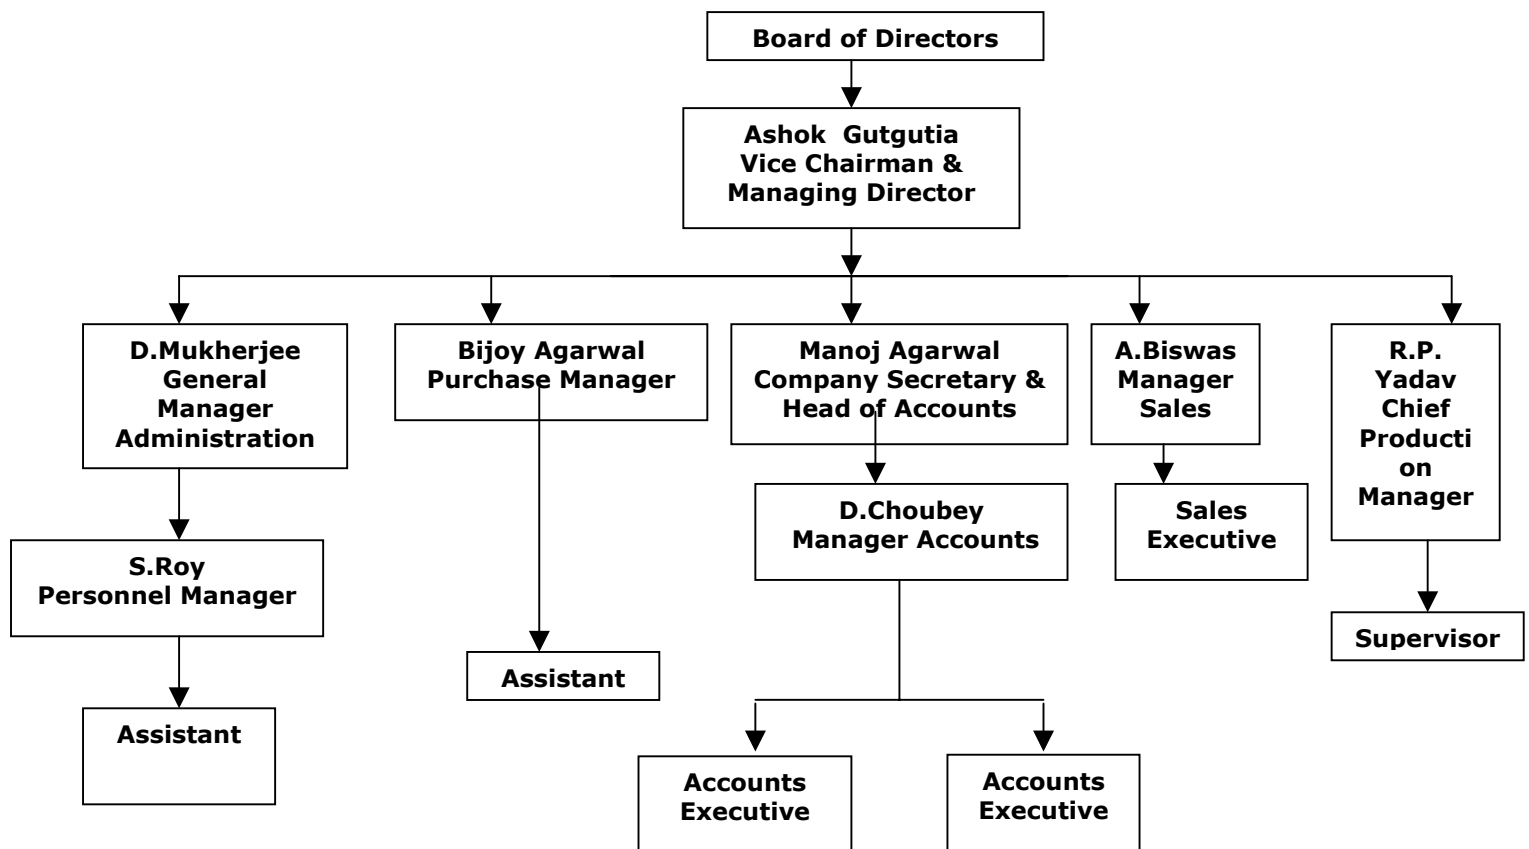 Board of Directors
Ashok Gutgutia
Vice Chairman &
Managing Director
D.Mukherjee
General
Manager
Administration
Bijoy Agarwal
Purchase Manager
Manoj Agarwal
Company Secretary &
Head of Accounts
A.Biswas
Manager
Sales
R.P.
Yadav
Chief
Producti
on
Manager
D.Choubey
Manager Accounts
Sales
Executive
S.Roy
Personnel Manager
Supervisor
Assistant
Assistant
Accounts
Executive
Accounts
Executive